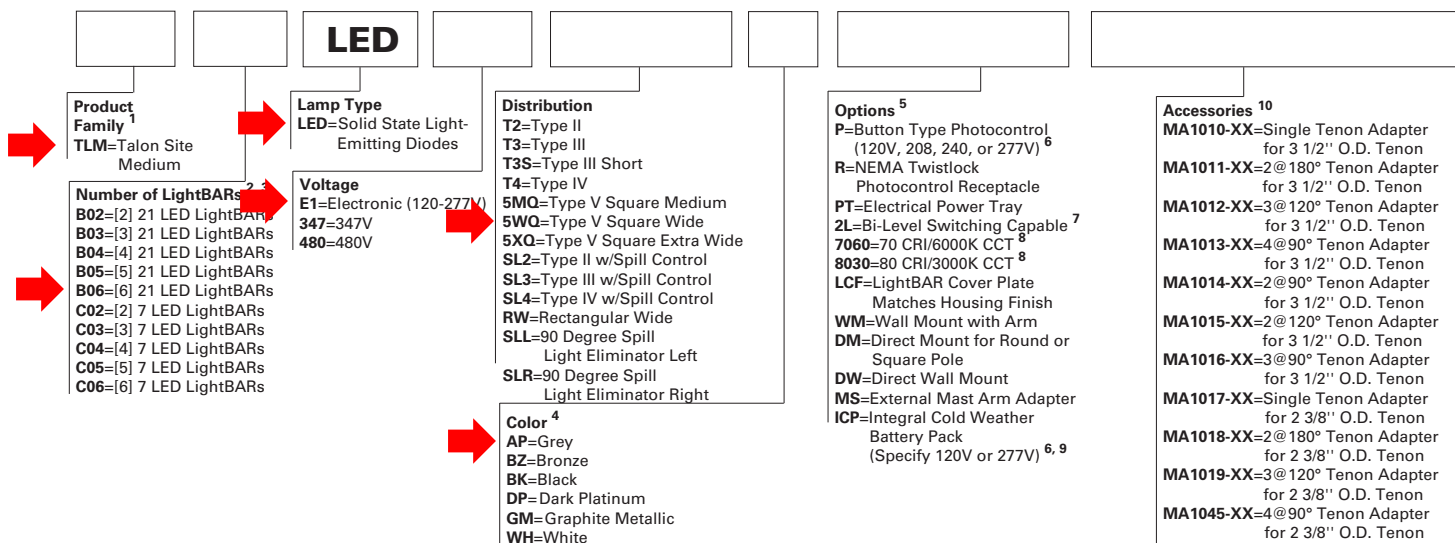 LED
Product
Family 1
TLM=Talon Site
Medium
Number of LightBARs 2, 3
B02=[2] 21 LED LightBARs
B03=[3] 21 LED LightBARs
B04=[4] 21 LED LightBARs
B05=[5] 21 LED LightBARs
B06=[6] 21 LED LightBARs
C02=[2] 7 LED LightBARs
C03=[3] 7 LED LightBARs
C04=[4] 7 LED LightBARs
C05=[5] 7 LED LightBARs
C06=[6] 7 LED LightBARs
Lamp Type
LED=Solid State Light-
Emitting Diodes
Voltage
E1=Electronic (120-277V)
347=347V
480=480V
Distribution
T2=Type II
T3=Type III
T3S=Type III Short
T4=Type IV
5MQ=Type V Square Medium
5WQ=Type V Square Wide
5XQ=Type V Square Extra Wide
SL2=Type II w/Spill Control
SL3=Type III w/Spill Control
SL4=Type IV w/Spill Control
RW=Rectangular Wide
SLL=90 Degree Spill
Light Eliminator Left
SLR=90 Degree Spill
Light Eliminator Right
Color 4
AP=Grey
BZ=Bronze
BK=Black
DP=Dark Platinum
GM=Graphite Metallic
WH=White
Options 5
P=Button Type Photocontrol
(120V, 208, 240, or 277V) 6
R=NEMA Twistlock
Photocontrol Receptacle
PT=Electrical Power Tray
2L=Bi-Level Switching Capable 7
7060=70 CRI/6000K CCT 8
8030=80 CRI/3000K CCT 8
LCF=LightBAR Cover Plate
Matches Housing Finish
WM=Wall Mount with Arm
DM=Direct Mount for Round or
Square Pole
DW=Direct Wall Mount
MS=External Mast Arm Adapter
ICP=Integral Cold Weather
Battery Pack
(Specify 120V or 277V) 6, 9
Accessories 10
MA1010-XX=Single Tenon Adapter
for 3 1/2'' O.D. Tenon
MA1011-XX=2@180° Tenon Adapter
for 3 1/2'' O.D. Tenon
MA1012-XX=3@120° Tenon Adapter
for 3 1/2'' O.D. Tenon
MA1013-XX=4@90° Tenon Adapter
for 3 1/2'' O.D. Tenon
MA1014-XX=2@90° Tenon Adapter
for 3 1/2'' O.D. Tenon
MA1015-XX=2@120° Tenon Adapter
for 3 1/2'' O.D. Tenon
MA1016-XX=3@90° Tenon Adapter
for 3 1/2'' O.D. Tenon
MA1017-XX=Single Tenon Adapter
for 2 3/8'' O.D. Tenon
MA1018-XX=2@180° Tenon Adapter
for 2 3/8'' O.D. Tenon
MA1019-XX=3@120° Tenon Adapter
for 2 3/8'' O.D. Tenon
MA1045-XX=4@90° Tenon Adapter
for 2 3/8'' O.D. Tenon